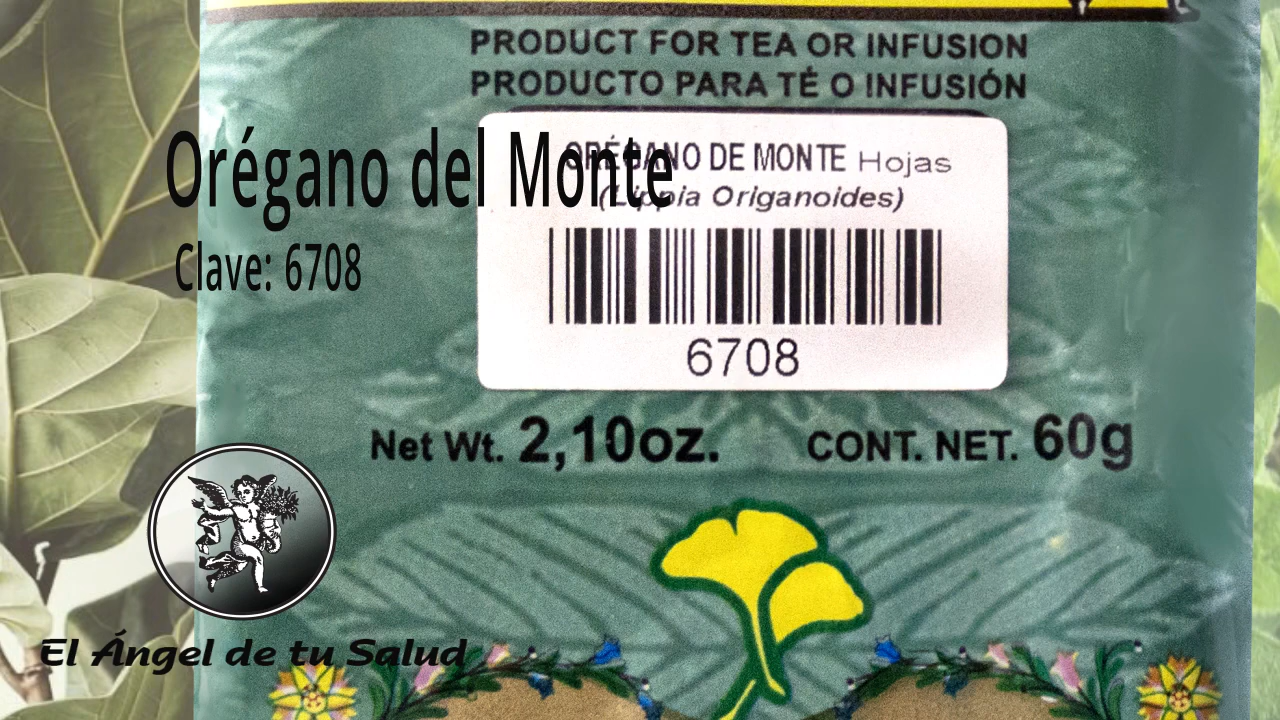 PRODUCT FOR TEA OR INFUSION
PRODUCTO PARA TÉ O INFUSIÓN
Orégano del Monte
Clave: 6708
ORÉGANO DE MONTE Hojas
(Lippia Origanoides)
6708
Net Wt. 2,10oz. CONT. NET. 60g
El Ángel de tu Salud